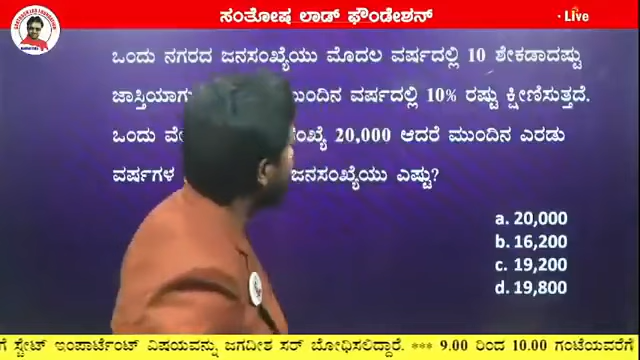 ಸಂತೋಷ ಲಾಡ್ ಫೌಂಡೇಶನ್
Live
ಒಂದು ನಗರದ ಜನಸಂಖ್ಯೆಯು ಮೊದಲ ವರ್ಷದಲ್ಲಿ 10 ಶೇಕಡಾದಷ್ಟು
ವರ್ಷದಲ್ಲಿ 10% ರಷ್ಟು ಕ್ಷೀಣಿಸುತ್ತದೆ.
ಒಂದು 20,000 ಆದರೆ ಮುಂದಿನ ಎರಡು
ವರ್ಷಗಳ ಜನಸಂಖ್ಯೆಯು ಎಷ್ಟು?
a. 20,000
b. 16,200
c. 19,200
d. 19,800
ಸ್ಟೇಟ್ ಇಂಪಾರ್ಟೆಂಟ್ ವಿಷಯವನ್ನು ಜಗದೀಶ ಸರ್ ಬೋಧಿಸಲಿದ್ದಾರೆ. *** 9.00 ರಿಂದ 10.00 ಗಂಟೆಯವರೆಗೆ